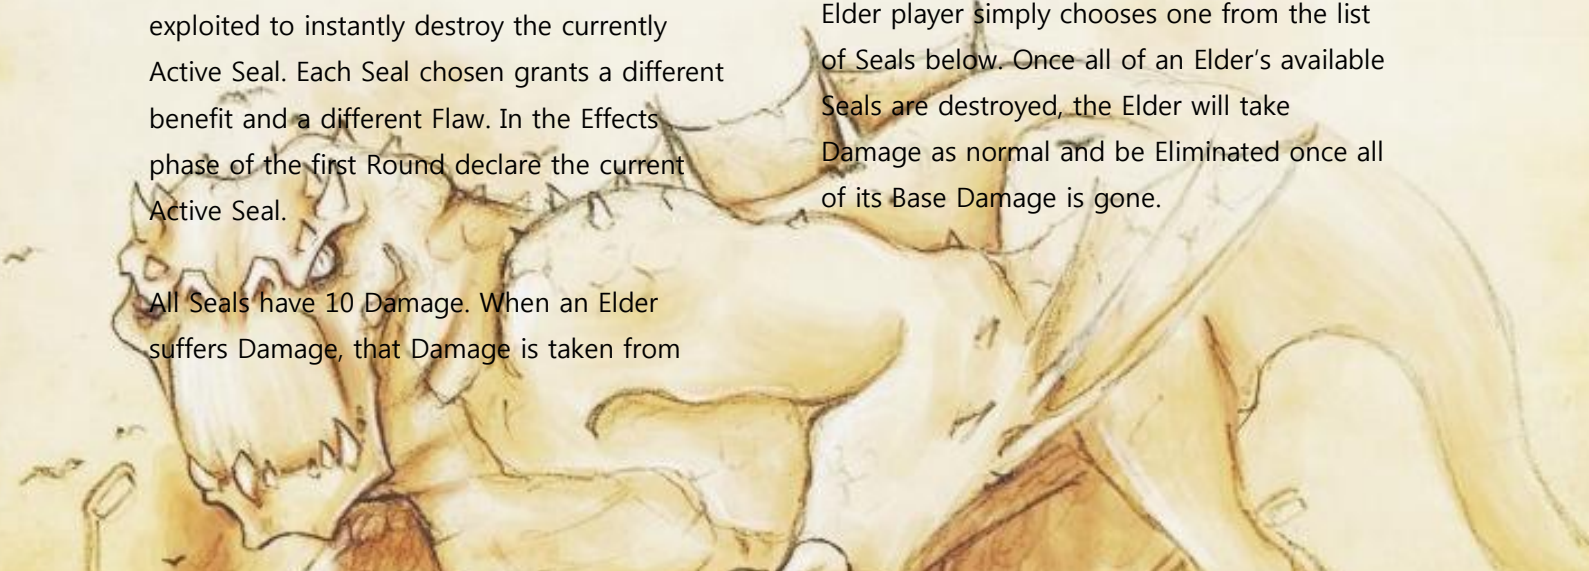 exploited to instantly destroy the currently
Active Seal. Each Seal chosen grants a different
benefit and a different Flaw. In the Effects
phase of the first Round declare the current
Active Seal.
All Seals have 10 Damage. When an Elder
suffers Damage, that Damage is taken from
Elder player simply chooses one from the list
of Seals below. Once all of an Elder’s available
Seals are destroyed, the Elder will take
Damage as normal and be Eliminated once all
of its Base Damage is gone.